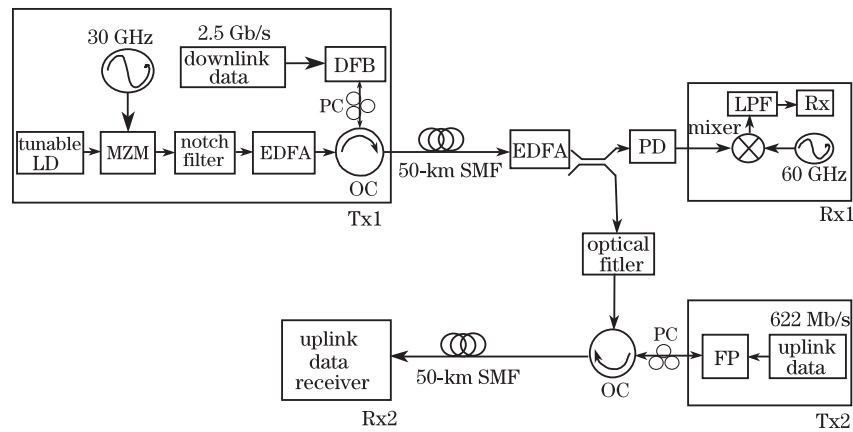 30 GHz
2.5 Gb/s
downlink
data
DFB
PC
tunable
LD
MZM
notch
filter
EDFA
OC
Tx1
50-km SMF
EDFA
PD
mixer
LPF
Rx
60 GHz
Rx1
optical
fitler
uplink
data
receiver
Rx2
50-km SMF
OC
PC
622 Mb/s
FP
uplink
data
Tx2